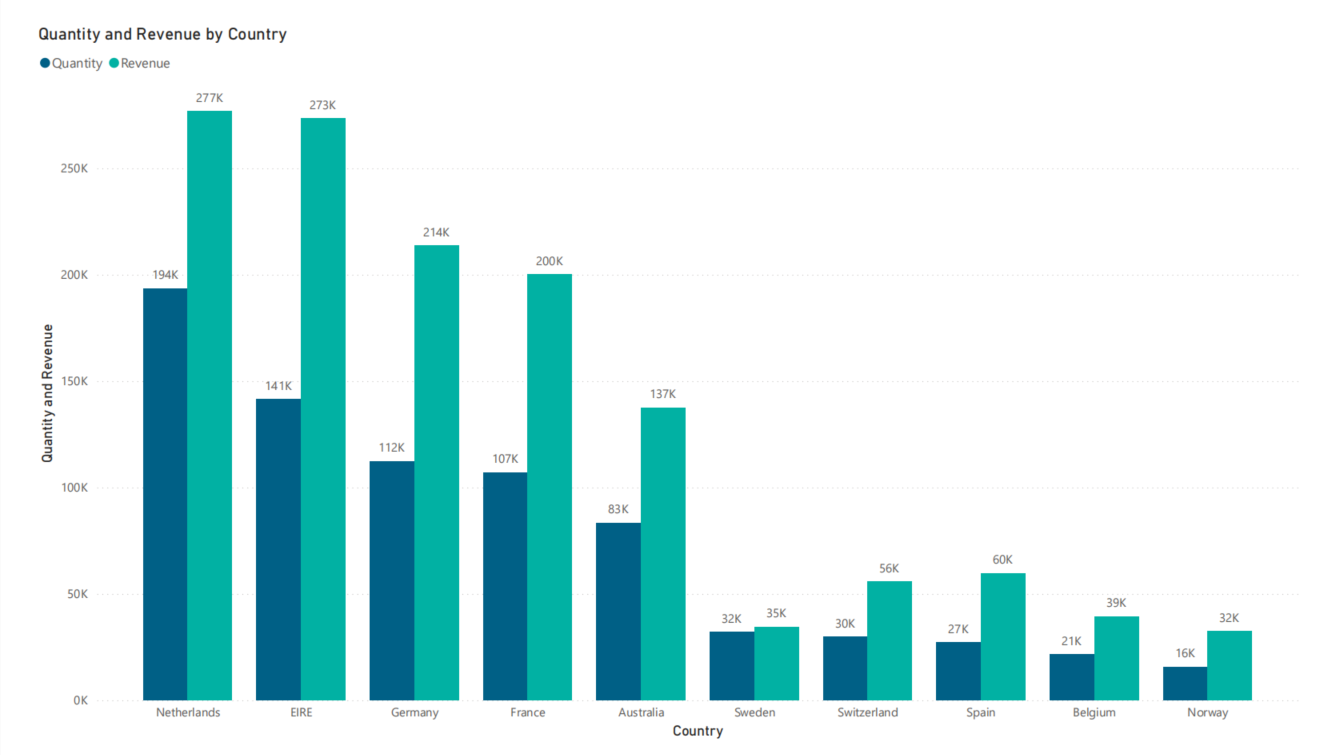 Quantity and Revenue by Country
Quantity Revenue
277K
273K
250K
214K
200K
200K
194K
Quantity and Revenue
150K
141K
137K
112K
107K
100K
83K
60K
56K
50K
39K
35K
32K
32K
30K
27K
21K
16K
0K
Netherlands EIRE Germany France Australia Sweden Switzerland Spain Belgium Norway
Country